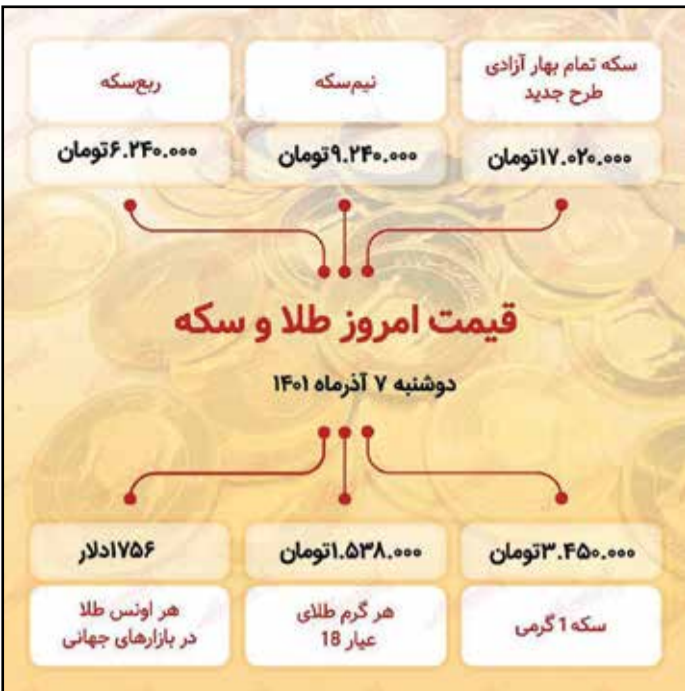 سکه تمام بهار آزادی
طرح جدید
۱۷.۰۲۰.۰۰۰تومان
نیم‌سکه
۹.۲۴۰.۰۰۰تومان
ربع‌سکه
۶.۲۴۰.۰۰۰تومان
قیمت امروز طلا و سکه
دوشنبه ۷ آذرماه ۱۴۰۱
۳.۴۵۰.۰۰۰تومان
سکه 1 گرمی
۱.۵۳۸.۰۰۰تومان
هر گرم طلای
عیار 18
۱۷۵۶دلار
هر اونس طلا
در بازارهای جهانی